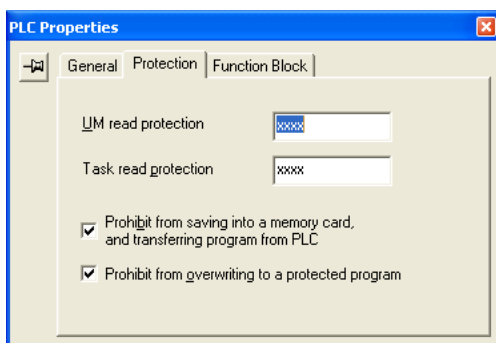 PLC Properties
General Protection Function Block
UM read protection xxxx
Task read protection xxxx
Prohibit from saving into a memory card,
and transferring program from PLC
Prohibit from overwriting to a protected program